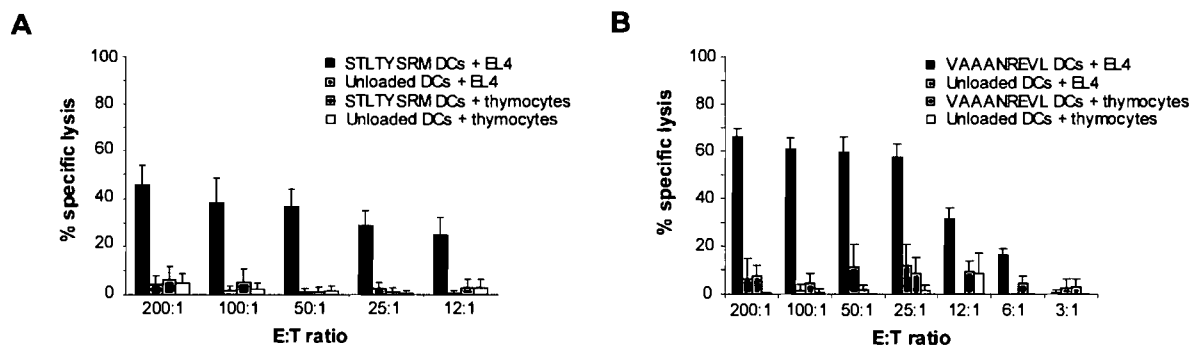 A
100
80
60
40
20
0
% specific lysis
STLTYSRM DCs + EL4
Unloaded DCs + EL4
STLTYSRM DCs + thymocytes
Unloaded DCs + thymocytes
200:1 100:1 50:1 25:1 12:1
E:T ratio
B
100
80
60
40
20
0
% specific lysis
VAAANREVL DCs + EL4
Unloaded DCs + EL4
VAAANREVL DCs + thymocytes
Unloaded DCs + thymocytes
200:1 100:1 50:1 25:1 12:1 6:1 3:1
E:T ratio